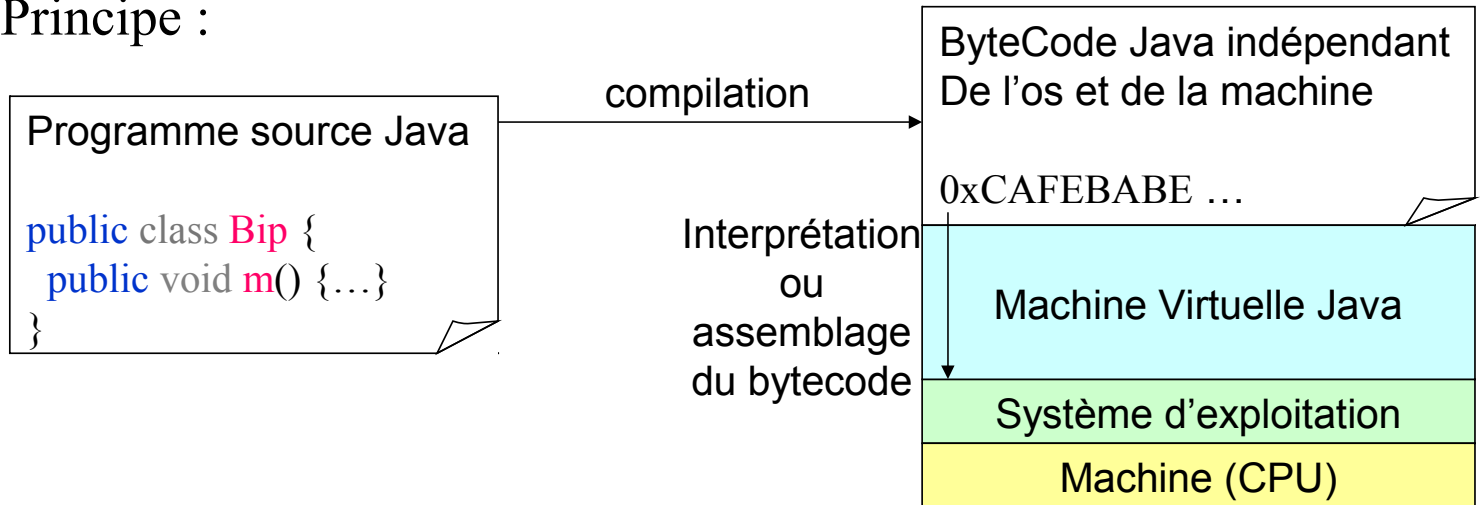 Principe :
Programme source Java
public class Bip {
public void m() {…}
}
compilation
ByteCode Java indépendant
De l’os et de la machine
0xCAFEBABE …
Interprétation
ou
assemblage
du bytecode
Machine Virtuelle Java
Système d’exploitation
Machine (CPU)